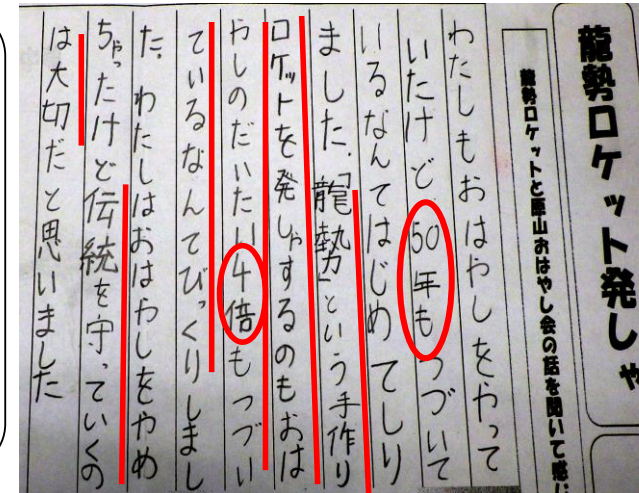 龍勢ロケット発しゃ
龍勢ロケットと原山おはやし会の話を聞いて感じ
わたしもおはやしをやって
いたけど50年もつづいて
いるなんてはじめてしり
ました。「龍勢」という手作り
ロケットを発しゃするのもおは
やしのだいたい4倍もつづい
ているなんてびっくりしまし
た。わたしはおはやしをやめ
ちゃったけど伝統を守っていくの
は大切だと思いました